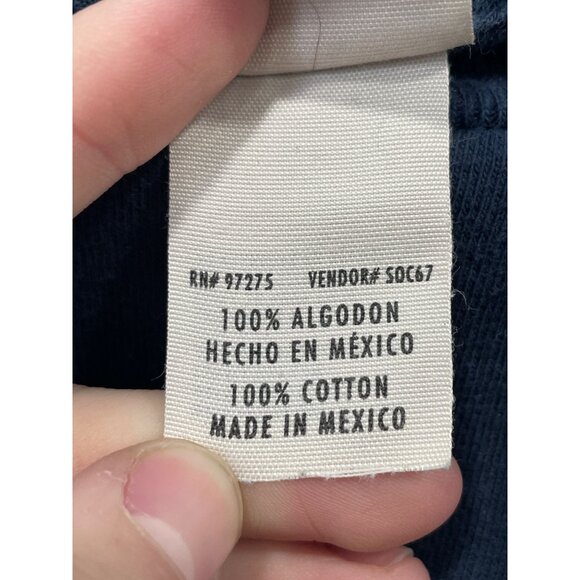 RN# 97275 VENDOR# SOC67
100% ALGODON
HECHO EN MÉXICO
100% COTTON
MADE IN MEXICO